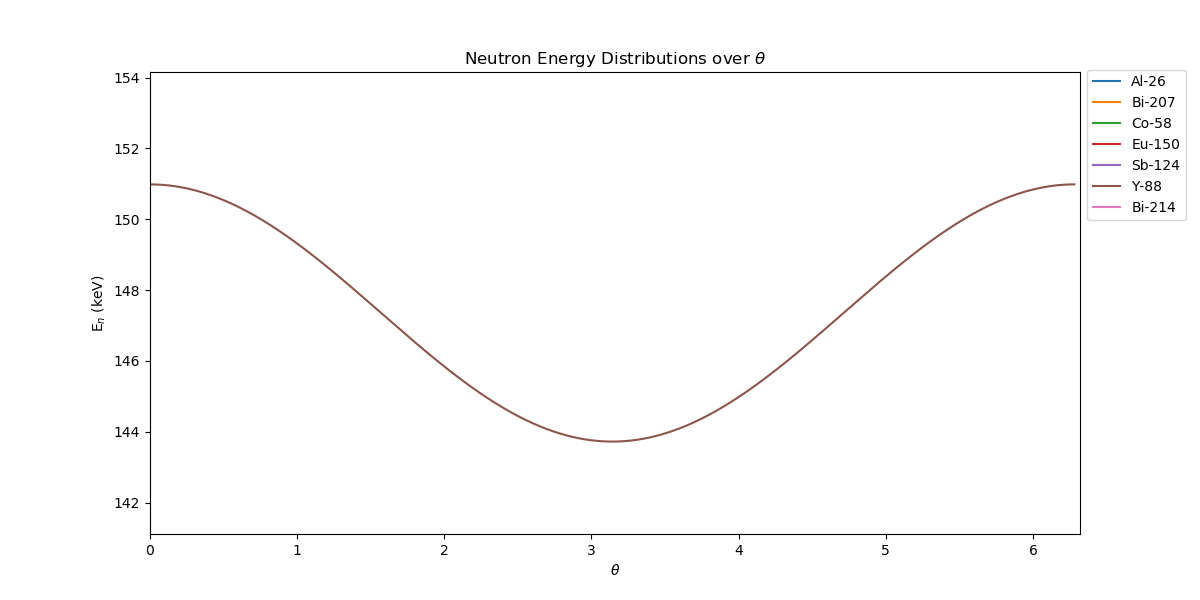 Neutron Energy Distributions over θ
154
152
150
148
146
144
142
Eₙ (keV)
0 1 2 3 4 5 6
θ
Al-26
Bi-207
Co-58
Eu-150
Sb-124
Y-88
Bi-214